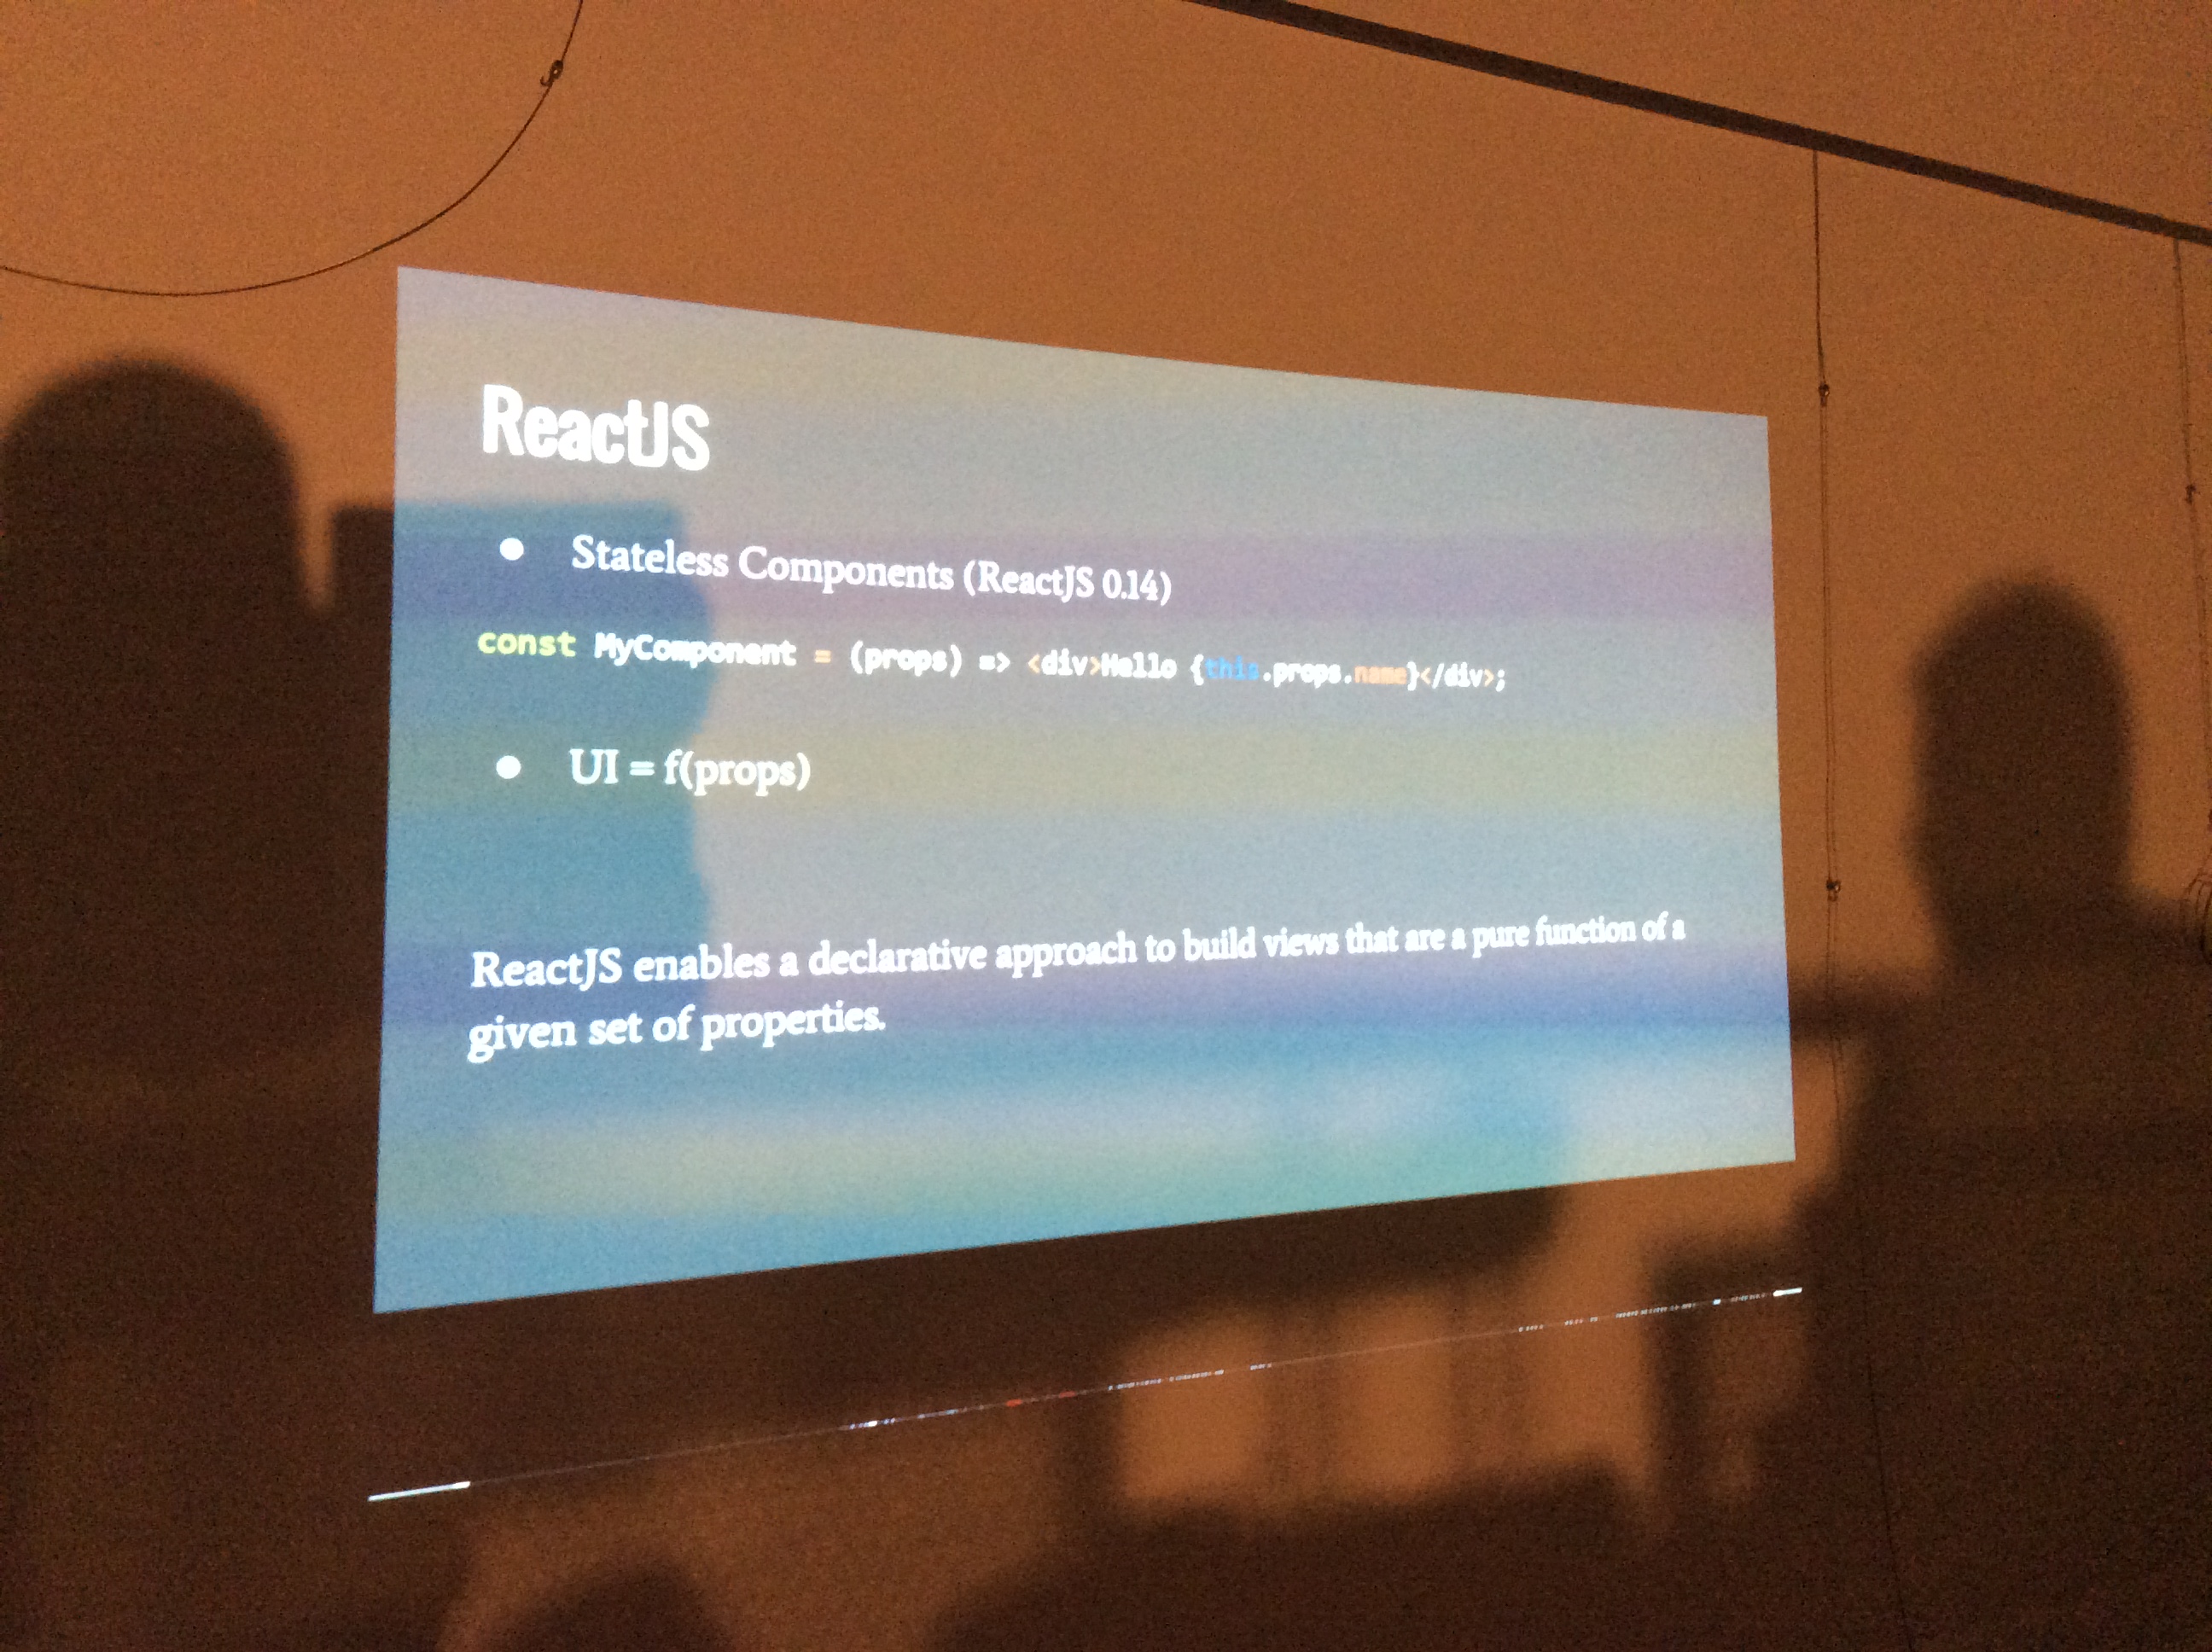 ReactJS
● Stateless Components (ReactJS 0.14)
const MyComponent = (props) => <div>Hello {this.props.name}</div>;
● UI = f(props)
ReactJS enables a declarative approach to build views that are a pure function of a
given set of properties.